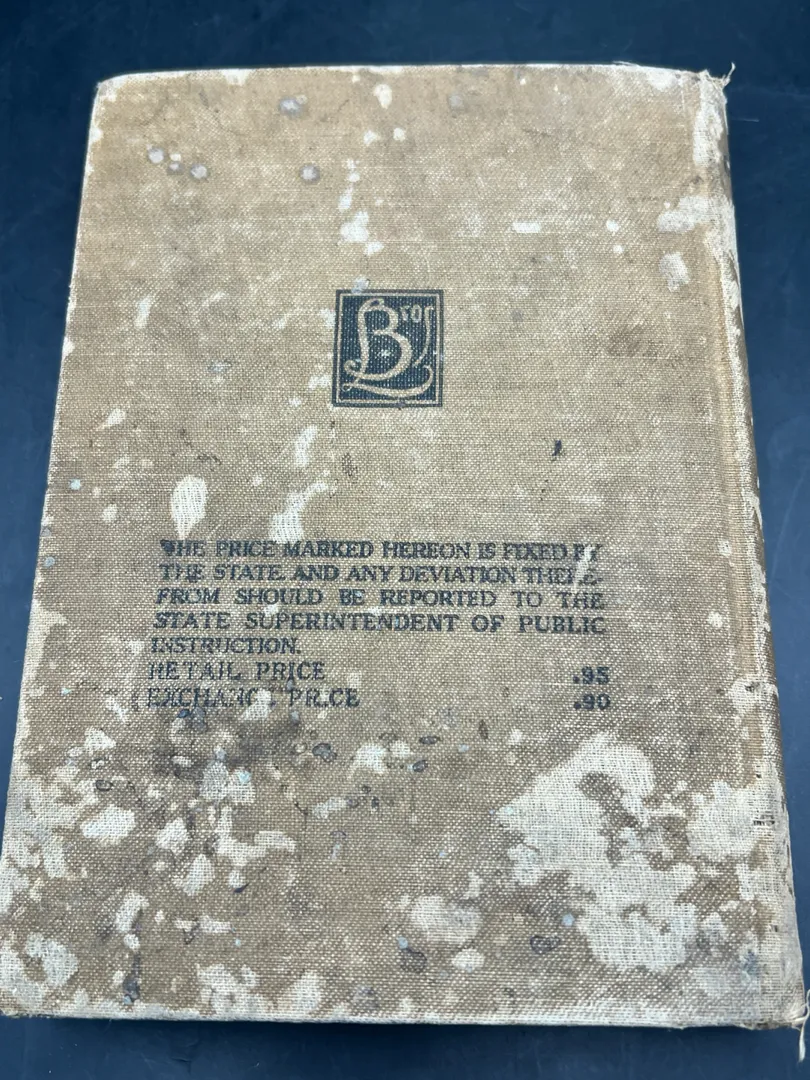 LBros
THE PRICE MARKED HEREON IS FIXED BY
THE STATE AND ANY DEVIATION THERE-
FROM SHOULD BE REPORTED TO THE
STATE SUPERINTENDENT OF PUBLIC
INSTRUCTION.
RETAIL PRICE .95
EXCHANGE PRICE .90